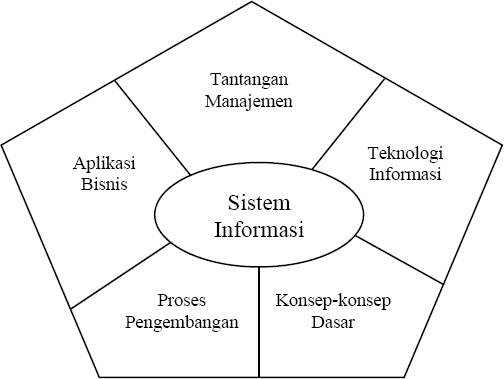 Tantangan
Manajemen
Aplikasi
Bisnis
Teknologi
Informasi
Sistem
Informasi
Proses
Pengembangan
Konsep-konsep
Dasar